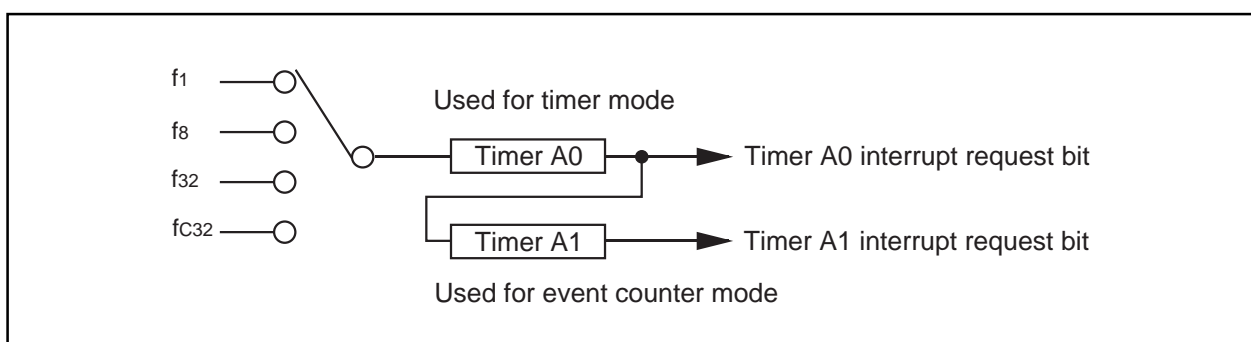 f1
Used for timer mode
f8
Timer A0
Timer A0 interrupt request bit
f32
fC32
Timer A1
Timer A1 interrupt request bit
Used for event counter mode